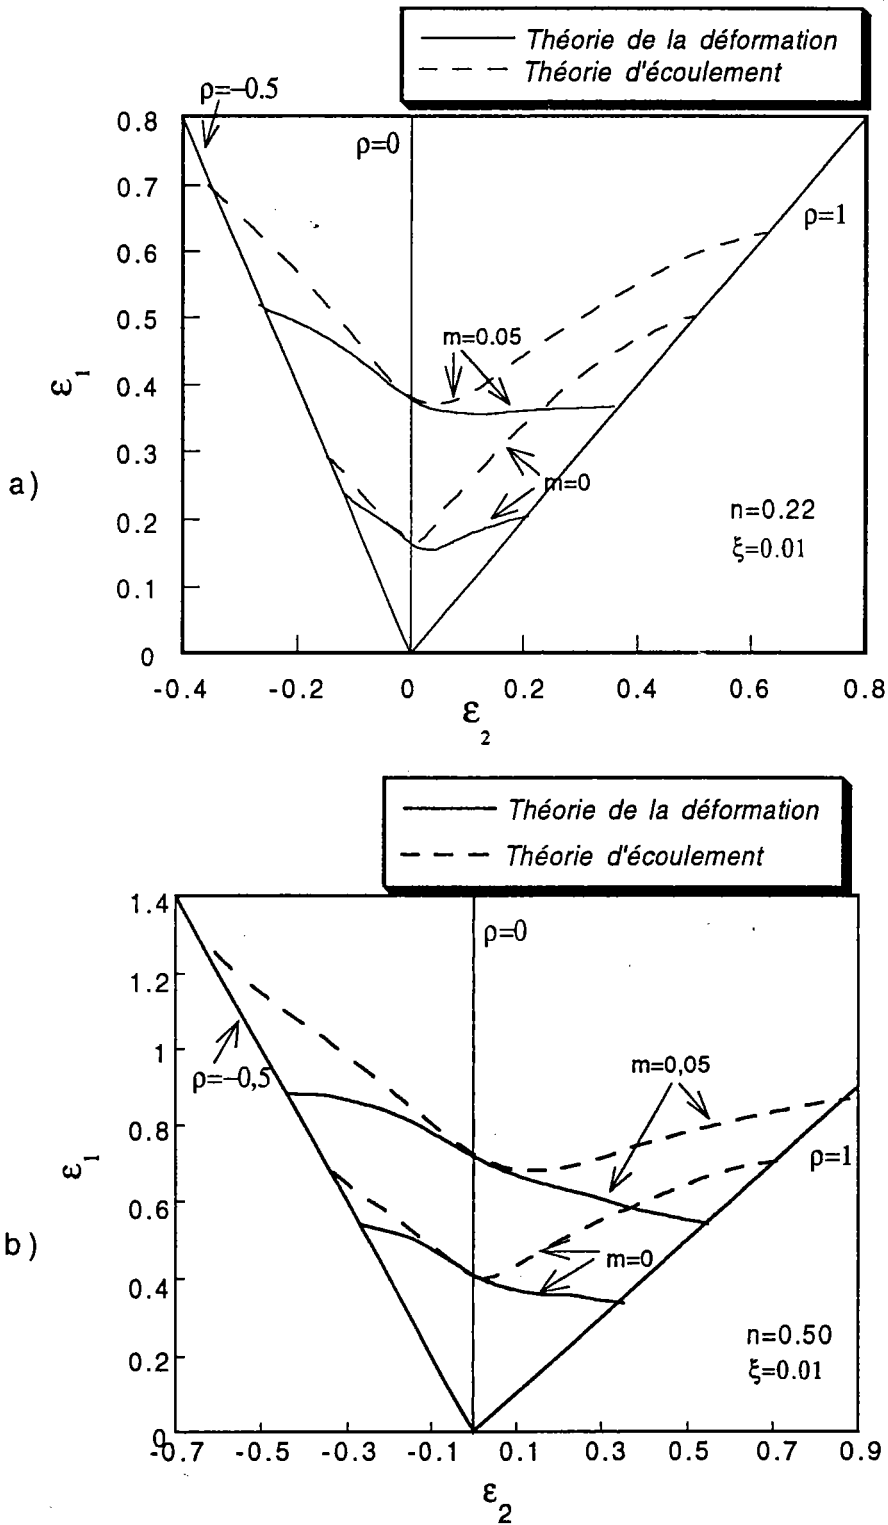 Théorie de la déformation
Théorie d'écoulement
ρ=−0.5
0.8
ρ=0
0.7
ρ=1
0.6
0.5
m=0.05
ε1
0.4
0.3
a)
m=0
n=0.22
0.2
ξ=0.01
0.1
0
-0.4 -0.2 0 0.2 0.4 0.6 0.8
ε2
Théorie de la déformation
Théorie d'écoulement
1.4
ρ=0
1.2
1
m=0,05
ρ=−0,5
0.8
ε1
ρ=1
0.6
b)
m=0
0.4
n=0.50
0.2
ξ=0.01
0
-0.7 -0.5 -0.3 -0.1 0.1 0.3 0.5 0.7 0.9
ε2